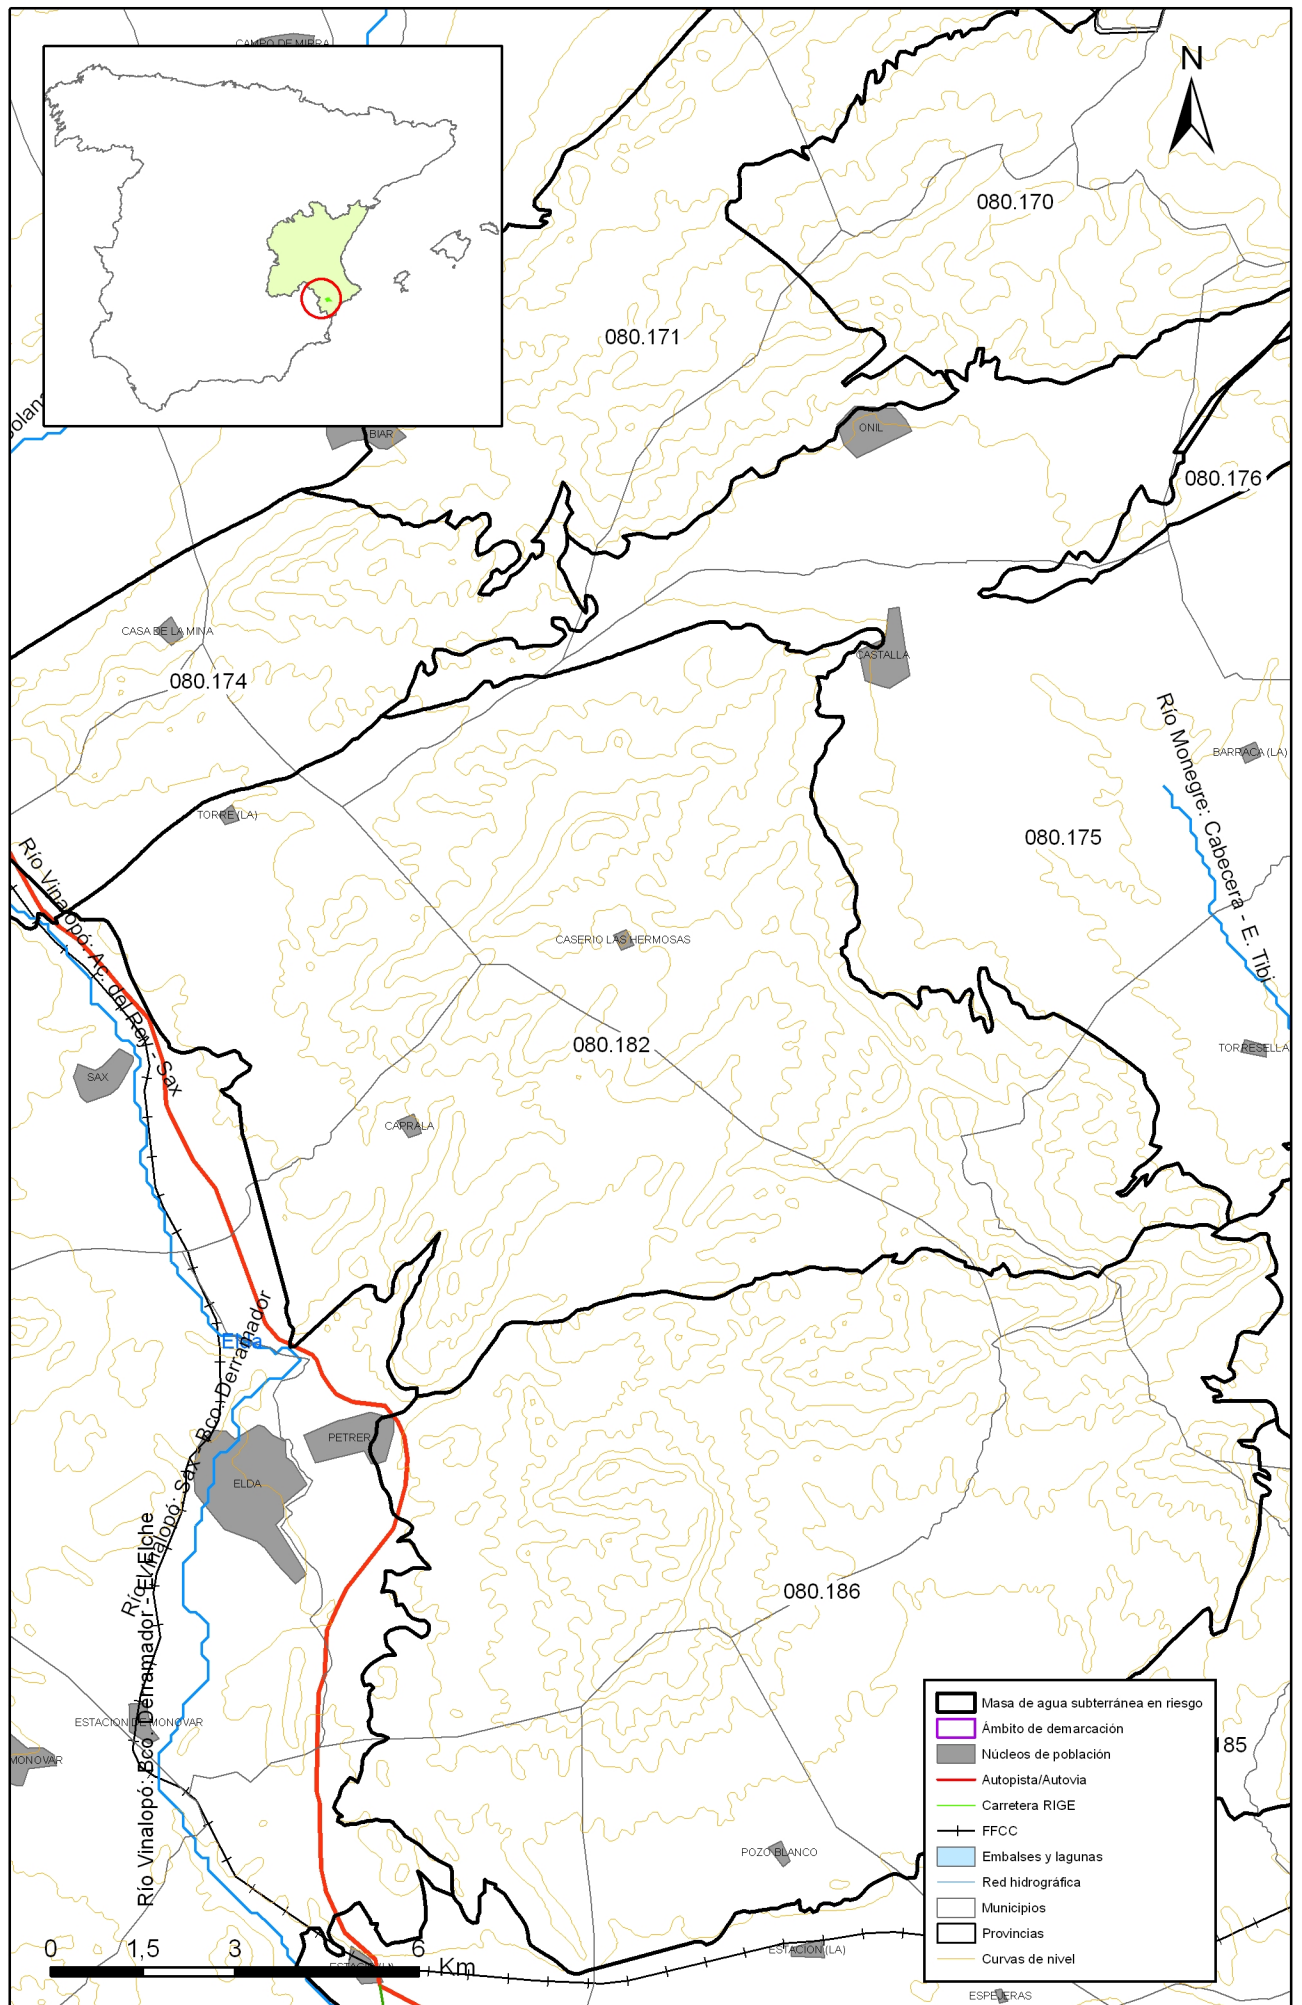 CAMPO DE MIRRA
N
080.170
080.171
Solana
BIAR
ONIL
080.176
CASA DE LA MINA
080.174
CASTALLA
Río Monegre: Cabecera - E. Tibi
BARRACA (LA)
TORRE (LA)
080.175
Río Vinalopó: Ac. del Rey - Sax
CASERIO LAS HERMOSAS
080.182
TORRESELLA
SAX
CAPRALA
Elda
Río Vinalopó: Sax - Bco. Derramador
PETRER
ELDA
Río Vinalopó: Bco. Derramador - E. Elche
080.186
ESTACION DE MONOVAR
MONOVAR
185
POZO BLANCO
ESTACION (LA)
ESPEJERAS
0 1,5 3 6
Km
Masa de agua subterránea en riesgo
Ámbito de demarcación
Núcleos de población
Autopista/Autovia
Carretera RIGE
FFCC
Embalses y lagunas
Red hidrográfica
Municipios
Provincias
Curvas de nivel